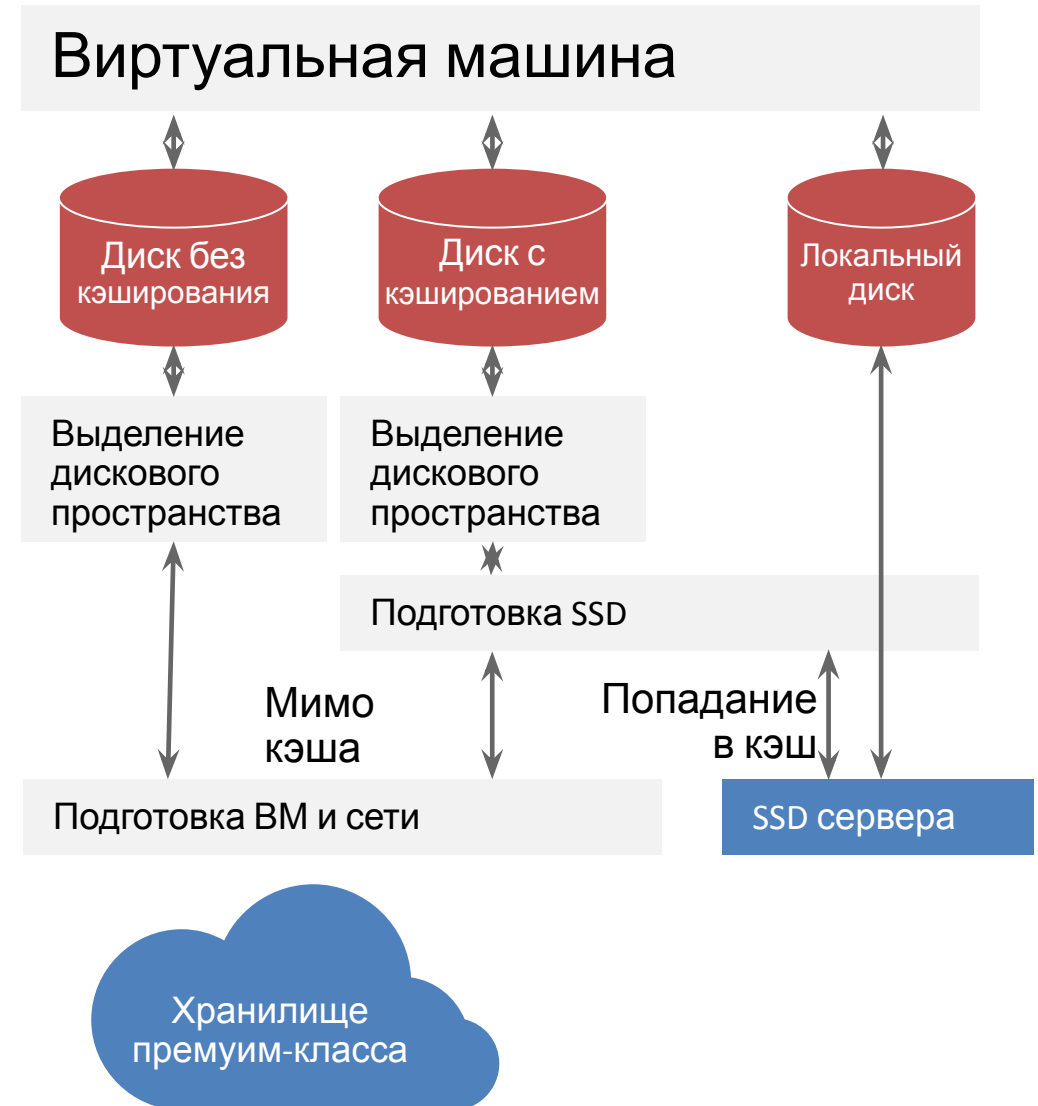 Виртуальная машина
Диск без
кэширования
Диск с
кэшированием
Локальный
диск
Выделение
дискового
пространства
Выделение
дискового
пространства
Подготовка SSD
Мимо
кэша
Попадание
в кэш
Подготовка ВМ и сети
SSD сервера
Хранилище
премуим-класса